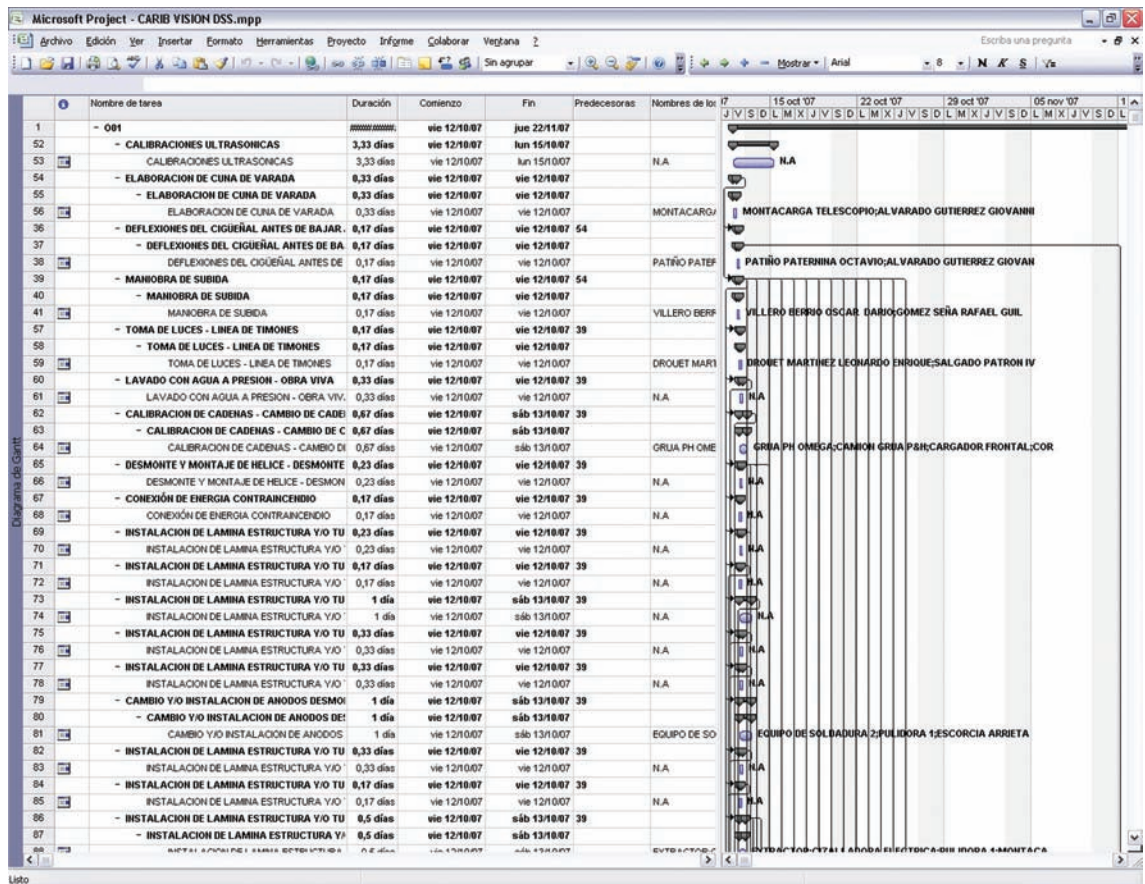 Microsoft Project - CARIB VISION DSS.mpp
Archivo Edición Ver Insertar Formato Herramientas Proyecto Informe Colaborar Ventana ? Escriba una pregunta
Sin agrupar Mostrar Arial 8 N K S
Nombre de tarea Duración Comienzo Fin Predecesoras Nombres de los 15 oct '07 22 oct '07 29 oct '07 05 nov '07 1
J V S D L M X J V S D L M X J V S D L M X J V S D L M X J V S D L
1 - O01 vie 12/10/07 jue 22/11/07
52 - CALIBRACIONES ULTRASONICAS 3,33 días vie 12/10/07 lun 15/10/07
53 CALIBRACIONES ULTRASONICAS 3,33 días vie 12/10/07 lun 15/10/07 N.A N.A
54 - ELABORACION DE CUNA DE VARADA 0,33 días vie 12/10/07 vie 12/10/07
55 - ELABORACION DE CUNA DE VARADA 0,33 días vie 12/10/07 vie 12/10/07
56 ELABORACION DE CUNA DE VARADA 0,33 días vie 12/10/07 vie 12/10/07 MONTACARGA MONTACARGA TELESCOPIO;ALVARADO GUTIERREZ GIOVANNI
36 - DEFLEXIONES DEL CIGÜEÑAL ANTES DE BAJAR 0,17 días vie 12/10/07 vie 12/10/07 54
37 - DEFLEXIONES DEL CIGÜEÑAL ANTES DE BA 0,17 días vie 12/10/07 vie 12/10/07
38 DEFLEXIONES DEL CIGÜEÑAL ANTES DE 0,17 días vie 12/10/07 vie 12/10/07 PATIÑO PATER PATIÑO PATERNINA OCTAVIO;ALVARADO GUTIERREZ GIOVAN
39 - MANIOBRA DE SUBIDA 0,17 días vie 12/10/07 vie 12/10/07 54
40 - MANIOBRA DE SUBIDA 0,17 días vie 12/10/07 vie 12/10/07
41 MANIOBRA DE SUBIDA 0,17 días vie 12/10/07 vie 12/10/07 VILLERO BERR VILLERO BERRIO OSCAR DARIO;GOMEZ SEÑA RAFAEL GUIL
57 - TOMA DE LUCES - LINEA DE TIMONES 0,17 días vie 12/10/07 vie 12/10/07 39
58 - TOMA DE LUCES - LINEA DE TIMONES 0,17 días vie 12/10/07 vie 12/10/07
59 TOMA DE LUCES - LINEA DE TIMONES 0,17 días vie 12/10/07 vie 12/10/07 DROUET MART DROUET MARTINEZ LEONARDO ENRIQUE;SALGADO PATRON IV
60 - LAVADO CON AGUA A PRESION - OBRA VIVA 0,33 días vie 12/10/07 vie 12/10/07 39
61 LAVADO CON AGUA A PRESION - OBRA VIV. 0,33 días vie 12/10/07 vie 12/10/07 N.A N.A
62 - CALIBRACION DE CADENAS - CAMBIO DE CADE 0,67 días vie 12/10/07 sáb 13/10/07 39
63 - CALIBRACION DE CADENAS - CAMBIO DE C 0,67 días vie 12/10/07 sáb 13/10/07
64 CALIBRACION DE CADENAS - CAMBIO DI 0,67 días vie 12/10/07 sáb 13/10/07 GRUA PH OME GRUA PH OMEGA;CAMION GRUA P&H;CARGADOR FRONTAL;COR
65 - DESMONTE Y MONTAJE DE HELICE - DESMONTE 0,23 días vie 12/10/07 vie 12/10/07 39
66 DESMONTE Y MONTAJE DE HELICE - DESMON 0,23 días vie 12/10/07 vie 12/10/07 N.A N.A
67 - CONEXIÓN DE ENERGIA CONTRAINCENDIO 0,17 días vie 12/10/07 vie 12/10/07 39
68 CONEXIÓN DE ENERGIA CONTRAINCENDIO 0,17 días vie 12/10/07 vie 12/10/07 N.A N.A
69 - INSTALACION DE LAMINA ESTRUCTURA Y/O TU 0,23 días vie 12/10/07 vie 12/10/07 39
70 INSTALACION DE LAMINA ESTRUCTURA Y/O 0,23 días vie 12/10/07 vie 12/10/07 N.A N.A
71 - INSTALACION DE LAMINA ESTRUCTURA Y/O TU 0,17 días vie 12/10/07 vie 12/10/07 39
72 INSTALACION DE LAMINA ESTRUCTURA Y/O 0,17 días vie 12/10/07 vie 12/10/07 N.A N.A
73 - INSTALACION DE LAMINA ESTRUCTURA Y/O TU 1 día vie 12/10/07 sáb 13/10/07 39
74 INSTALACION DE LAMINA ESTRUCTURA Y/O 1 día vie 12/10/07 sáb 13/10/07 N.A N.A
75 - INSTALACION DE LAMINA ESTRUCTURA Y/O TU 0,33 días vie 12/10/07 vie 12/10/07 39
76 INSTALACION DE LAMINA ESTRUCTURA Y/O 0,33 días vie 12/10/07 vie 12/10/07 N.A N.A
77 - INSTALACION DE LAMINA ESTRUCTURA Y/O TU 0,33 días vie 12/10/07 vie 12/10/07 39
78 INSTALACION DE LAMINA ESTRUCTURA Y/O 0,33 días vie 12/10/07 vie 12/10/07 N.A N.A
79 - CAMBIO Y/O INSTALACION DE ANODOS DESMO 1 día vie 12/10/07 sáb 13/10/07 39
80 - CAMBIO Y/O INSTALACION DE ANODOS DE 1 día vie 12/10/07 sáb 13/10/07
81 CAMBIO Y/O INSTALACION DE ANODOS 1 día vie 12/10/07 sáb 13/10/07 EQUIPO DE SO EQUIPO DE SOLDADURA 2;PULIDORA 1;ESCORCIA ARRIETA
82 - INSTALACION DE LAMINA ESTRUCTURA Y/O TU 0,33 días vie 12/10/07 vie 12/10/07 39
83 INSTALACION DE LAMINA ESTRUCTURA Y/O 0,33 días vie 12/10/07 vie 12/10/07 N.A N.A
84 - INSTALACION DE LAMINA ESTRUCTURA Y/O TU 0,17 días vie 12/10/07 vie 12/10/07 39
85 INSTALACION DE LAMINA ESTRUCTURA Y/O 0,17 días vie 12/10/07 vie 12/10/07 N.A N.A
86 - INSTALACION DE LAMINA ESTRUCTURA Y/O TU 0,5 días vie 12/10/07 sáb 13/10/07 39
87 - INSTALACION DE LAMINA ESTRUCTURA Y/ 0,5 días vie 12/10/07 sáb 13/10/07
88 INSTALACION DE LAMINA ESTRUCTURA 0,5 días vie 12/10/07 sáb 13/10/07 EXTRACTOR;C EXTRACTOR;CIZALLADORA ELECTRICA;PULIDORA 1;MONTACA
Diagrama de Gantt
Listo